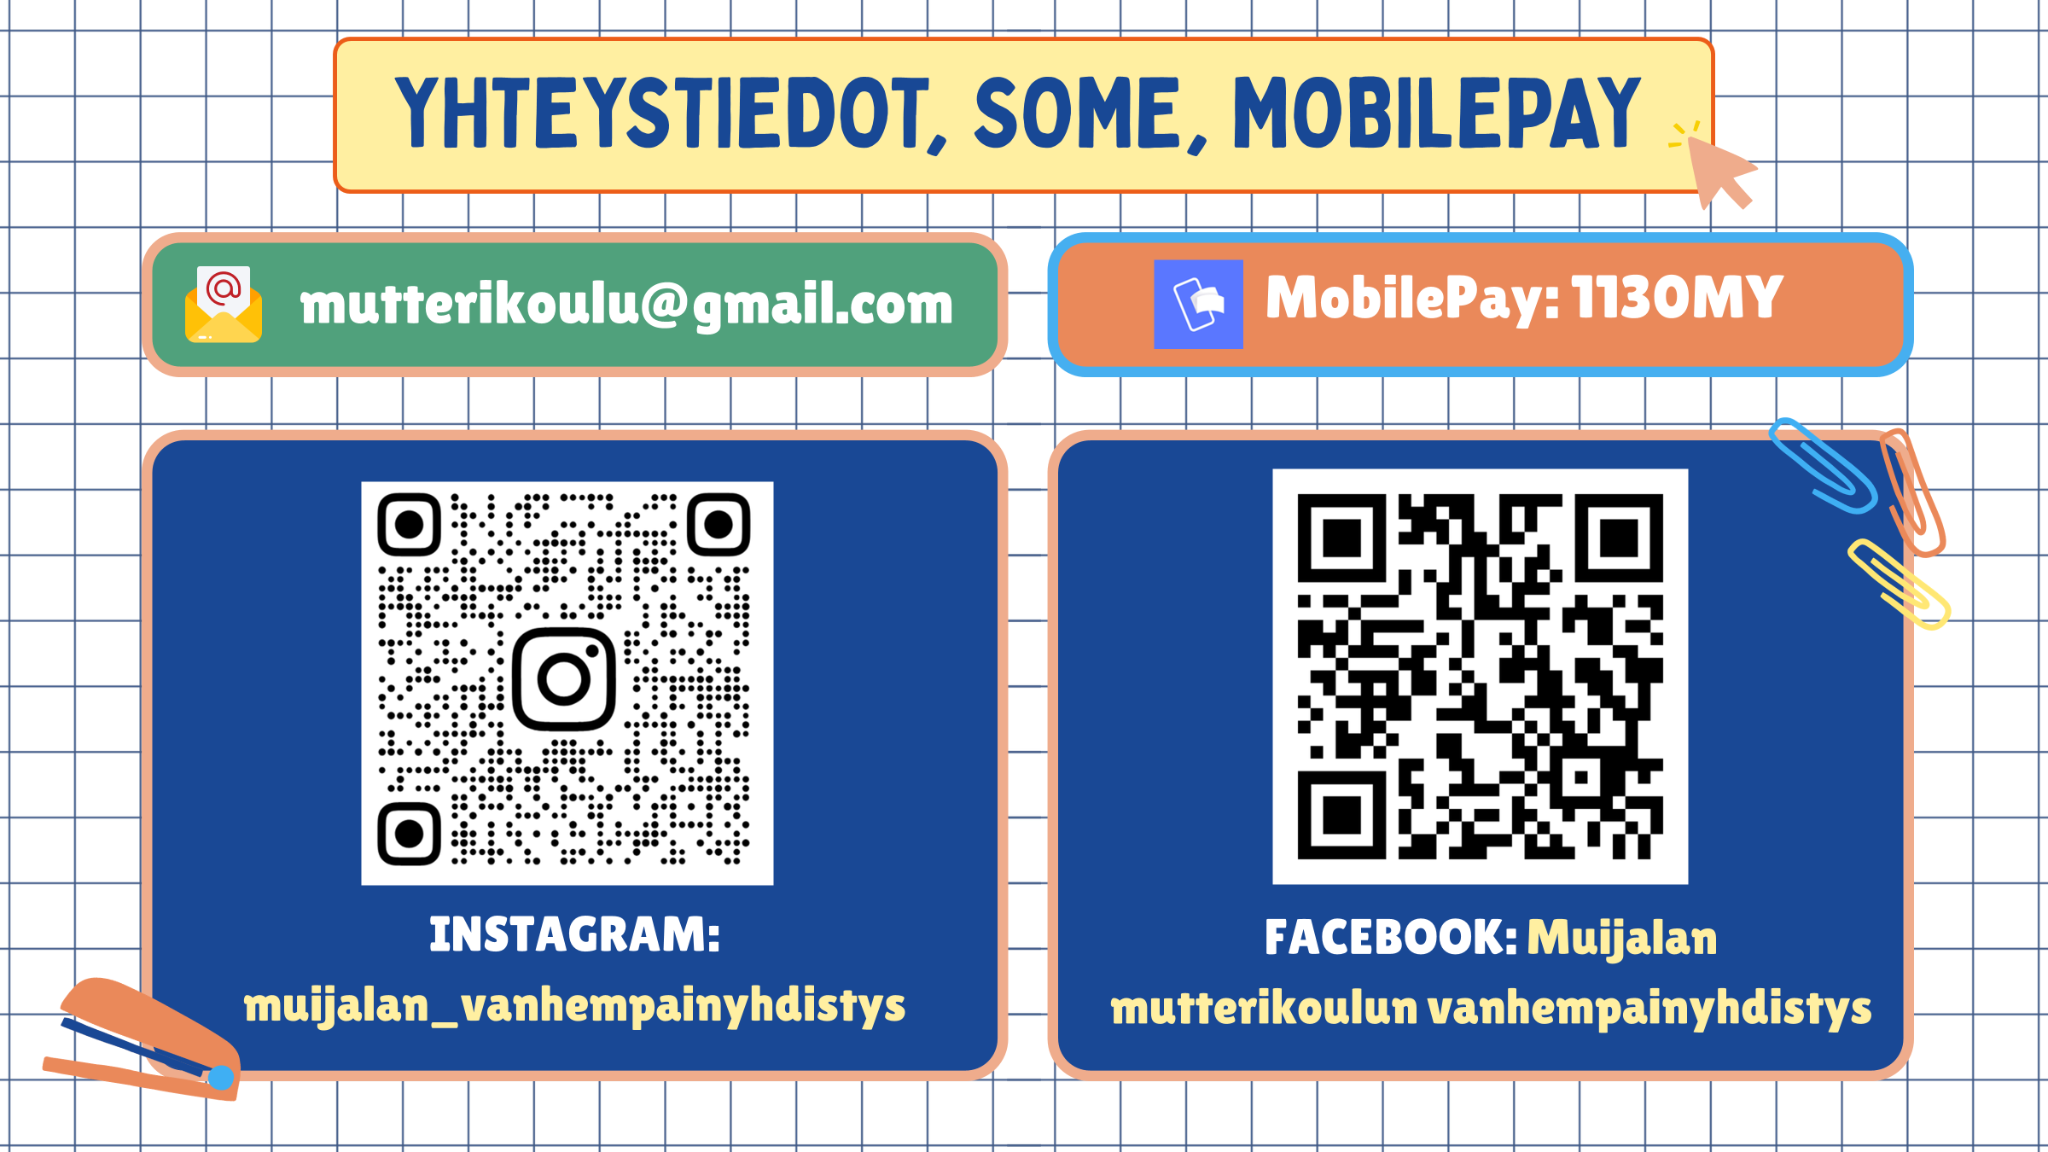 YHTEYSTIEDOT, SOME, MOBILEPAY
mutterikoulu@gmail.com
MobilePay: 1130MY
INSTAGRAM:
muijalan_vanhempainyhdistys
FACEBOOK: Muijalan
mutterikoulun vanhempainyhdistys